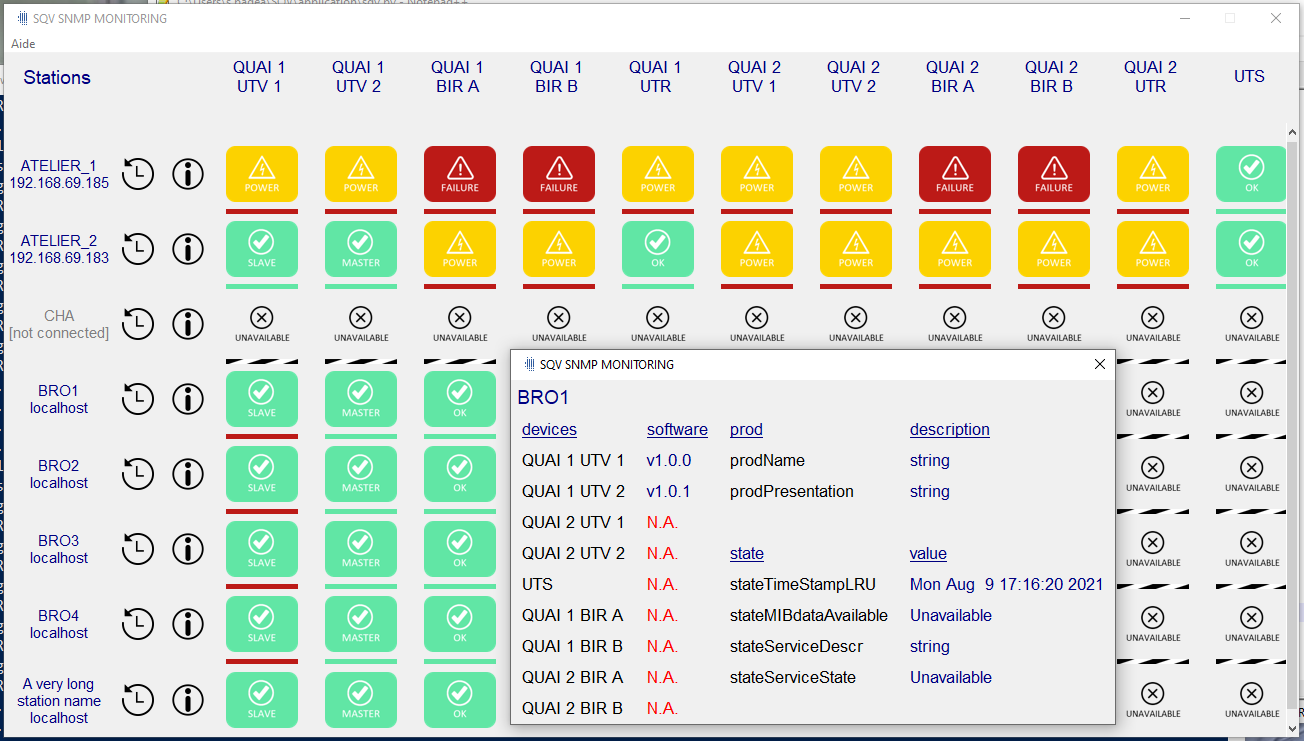 C:\Users\s.badea\SQV\application\sqv.py - Notepad++
SQV SNMP MONITORING
Aide
Stations
QUAI 1 UTV 1
QUAI 1 UTV 2
QUAI 1 BIR A
QUAI 1 BIR B
QUAI 1 UTR
QUAI 2 UTV 1
QUAI 2 UTV 2
QUAI 2 BIR A
QUAI 2 BIR B
QUAI 2 UTR
UTS
ATELIER_1
192.168.69.185
POWER POWER FAILURE FAILURE POWER POWER POWER FAILURE FAILURE POWER OK
ATELIER_2
192.168.69.183
SLAVE MASTER POWER POWER OK POWER POWER POWER POWER POWER OK
CHA
[not connected]
UNAVAILABLE UNAVAILABLE UNAVAILABLE UNAVAILABLE UNAVAILABLE UNAVAILABLE UNAVAILABLE UNAVAILABLE UNAVAILABLE UNAVAILABLE UNAVAILABLE
BRO1
localhost
SLAVE MASTER OK UNAVAILABLE UNAVAILABLE
BRO2
localhost
SLAVE MASTER OK UNAVAILABLE UNAVAILABLE
BRO3
localhost
SLAVE MASTER OK UNAVAILABLE UNAVAILABLE
BRO4
localhost
SLAVE MASTER OK UNAVAILABLE UNAVAILABLE
A very long
station name
localhost
SLAVE MASTER OK UNAVAILABLE UNAVAILABLE
SQV SNMP MONITORING
BRO1
devices software prod description
QUAI 1 UTV 1 v1.0.0 prodName string
QUAI 1 UTV 2 v1.0.1 prodPresentation string
QUAI 2 UTV 1 N.A.
QUAI 2 UTV 2 N.A. state value
UTS N.A. stateTimeStampLRU Mon Aug  9 17:16:20 2021
QUAI 1 BIR A N.A. stateMIBdataAvailable Unavailable
QUAI 1 BIR B N.A. stateServiceDescr string
QUAI 2 BIR A N.A. stateServiceState Unavailable
QUAI 2 BIR B N.A.